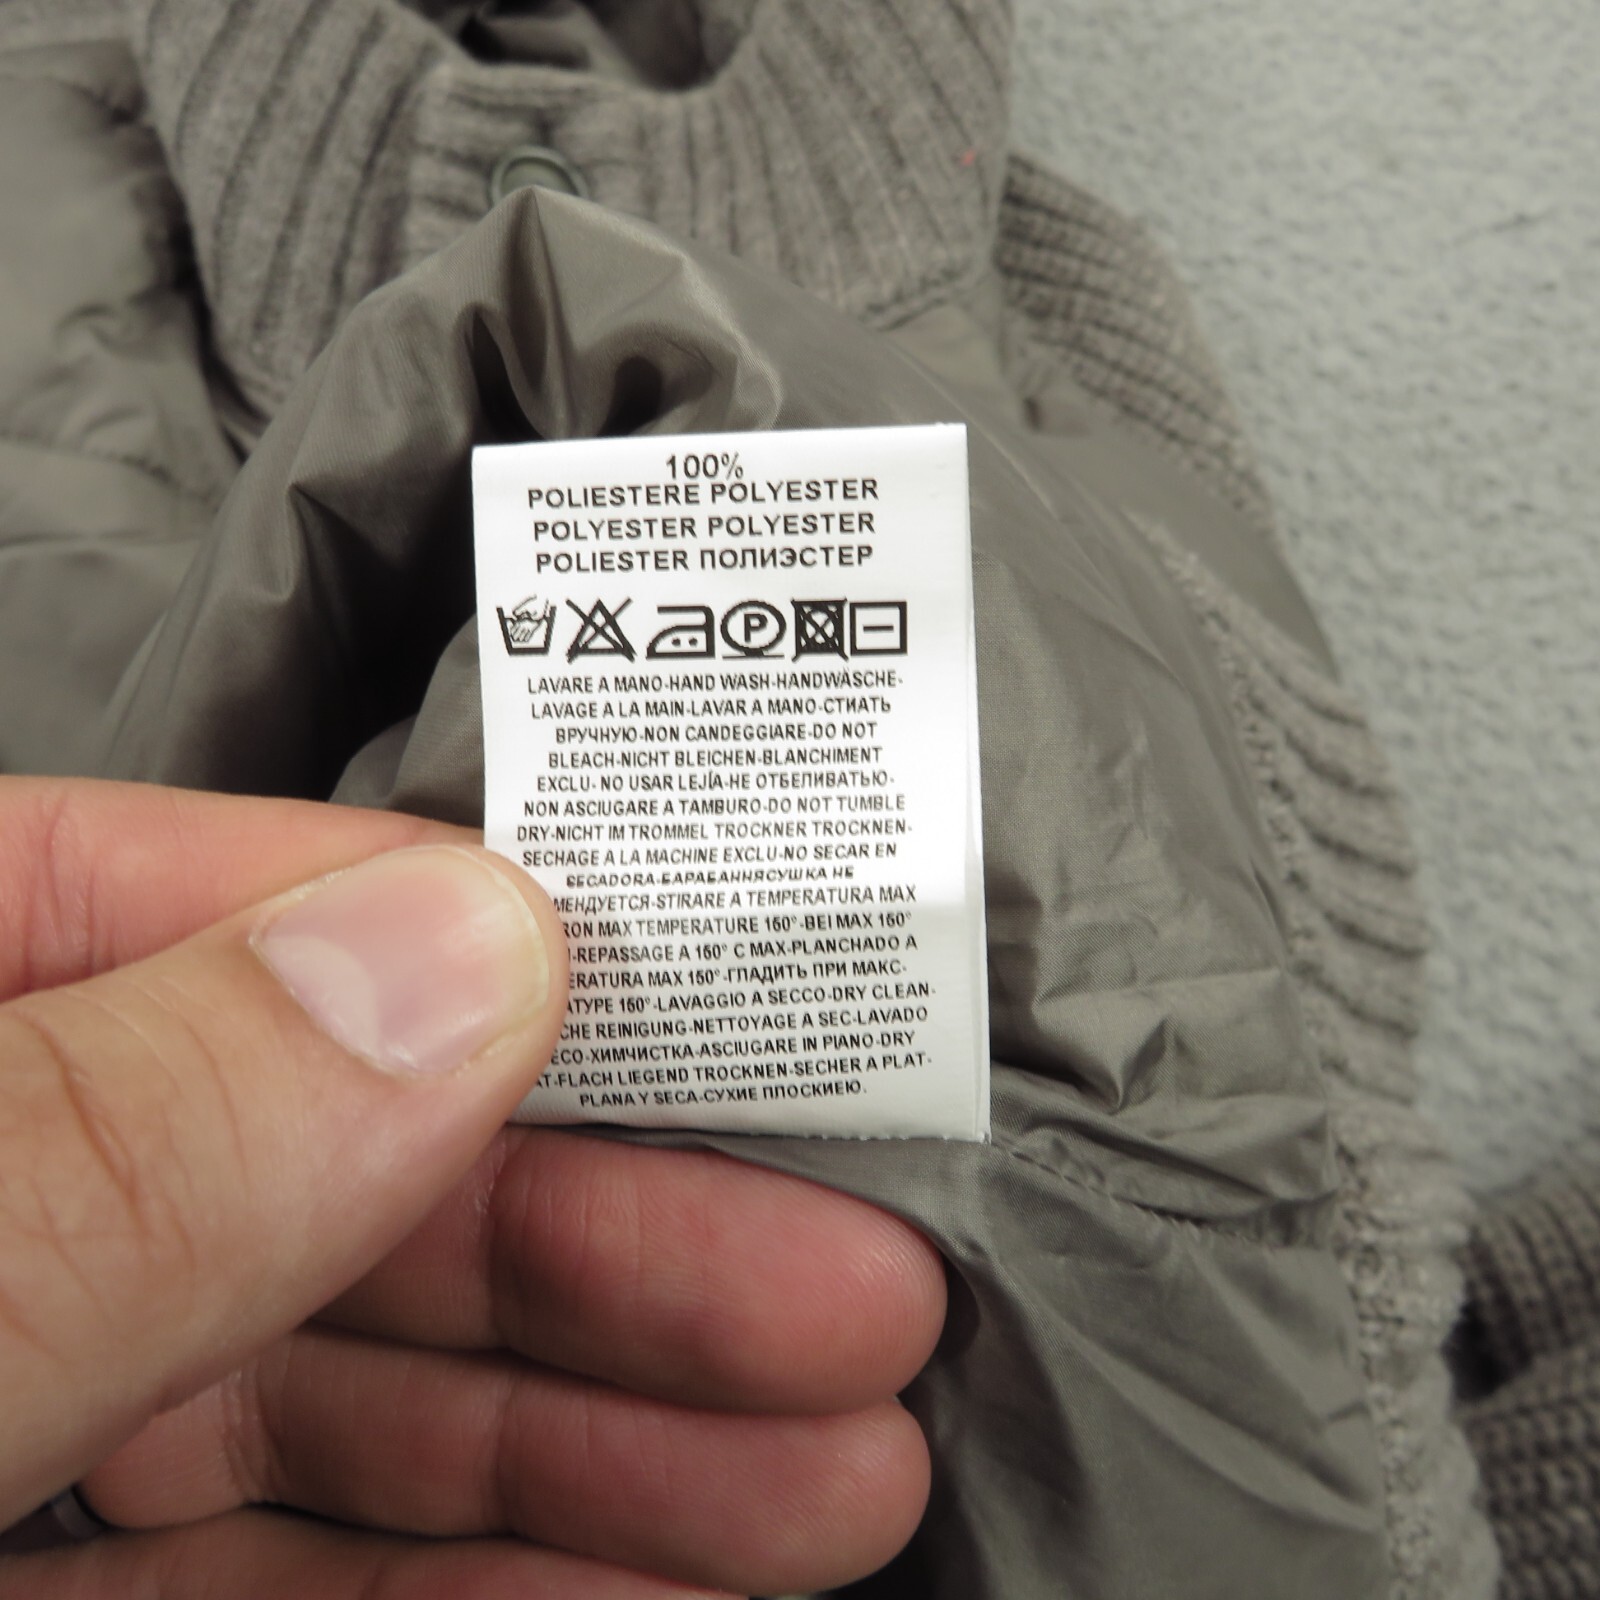 100%
POLIESTERE POLYESTER
POLYESTER POLYESTER
POLIESTER ПОЛИЭСТЕР
P
LAVARE A MANO-HAND WASH-HANDWÄSCHE-
LAVAGE A LA MAIN-LAVAR A MANO-СТИАТЬ
ВРУЧНУЮ-NON CANDEGGIARE-DO NOT
BLEACH-NICHT BLEICHEN-BLANCHIMENT
EXCLU- NO USAR LEJÍA-НЕ ОТБЕЛИВАТЬЮ-
NON ASCIUGARE A TAMBURO-DO NOT TUMBLE
DRY-NICHT IM TROMMEL TROCKNER TROCKNEN-
SECHAGE A LA MACHINE EXCLU-NO SECAR EN
SECADORA-БАРАБАННЯСУШКА НЕ
МЕНДУЕТСЯ-STIRARE A TEMPERATURA MAX
RON MAX TEMPERATURE 150°-BEI MAX 150°
-REPASSAGE A 150° C MAX-PLANCHADO A
ERATURA MAX 150°-ГЛАДИТЬ ПРИ МАКС-
АТУРЕ 150°-LAVAGGIO A SECCO-DRY CLEAN-
CHE REINIGUNG-NETTOYAGE A SEC-LAVADO
ECO-ХИМЧИСТКА-ASCIUGARE IN PIANO-DRY
AT-FLACH LIEGEND TROCKNEN-SECHER A PLAT-
PLANA Y SECA-СУХИЕ ПЛОСКИЕЮ.